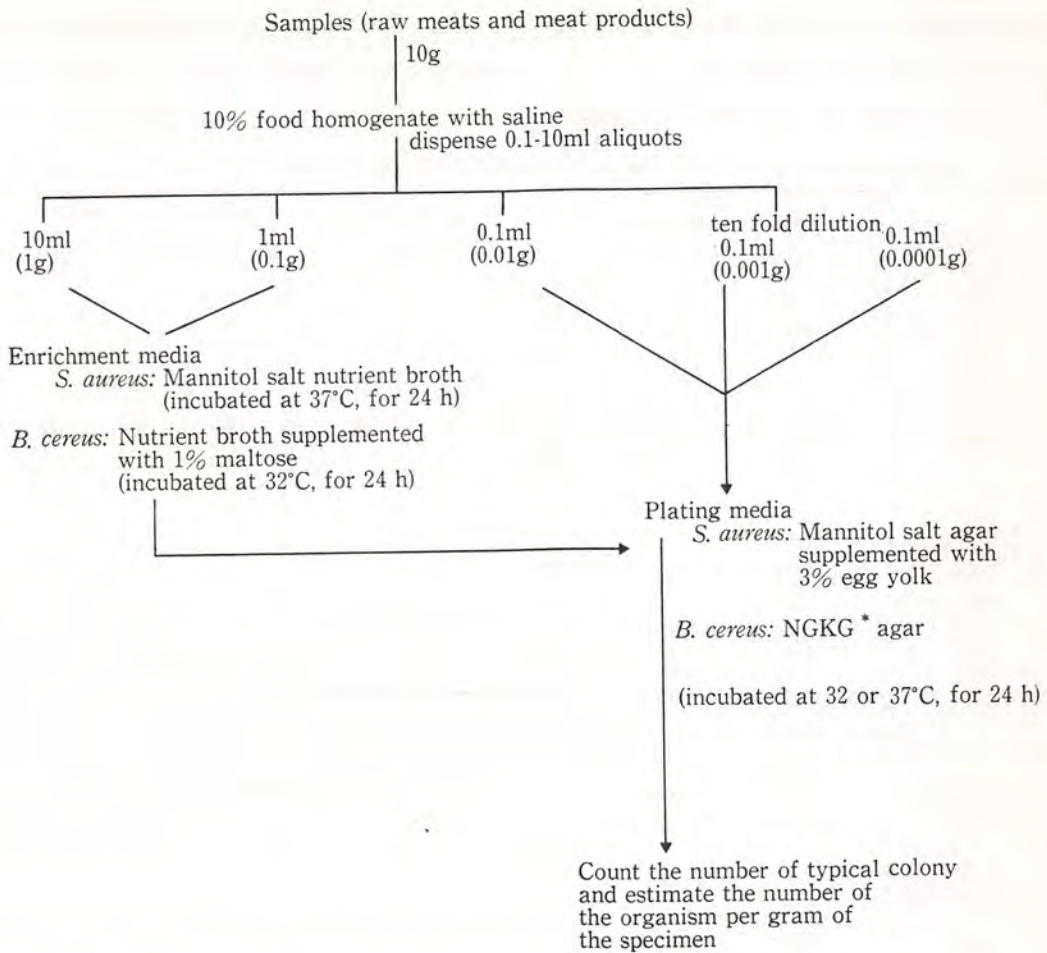 Samples (raw meats and meat products)
10g
10% food homogenate with saline
dispense 0.1-10ml aliquots
10ml
(1g)
1ml
(0.1g)
0.1ml
(0.01g)
ten fold dilution
0.1ml
(0.001g)
0.1ml
(0.0001g)
Enrichment media
S. aureus: Mannitol salt nutrient broth
(incubated at 37°C, for 24 h)
B. cereus: Nutrient broth supplemented
with 1% maltose
(incubated at 32°C, for 24 h)
Plating media
S. aureus: Mannitol salt agar
supplemented with
3% egg yolk
B. cereus: NGKG * agar
(incubated at 32 or 37°C, for 24 h)
Count the number of typical colony
and estimate the number of
the organism per gram of
the specimen